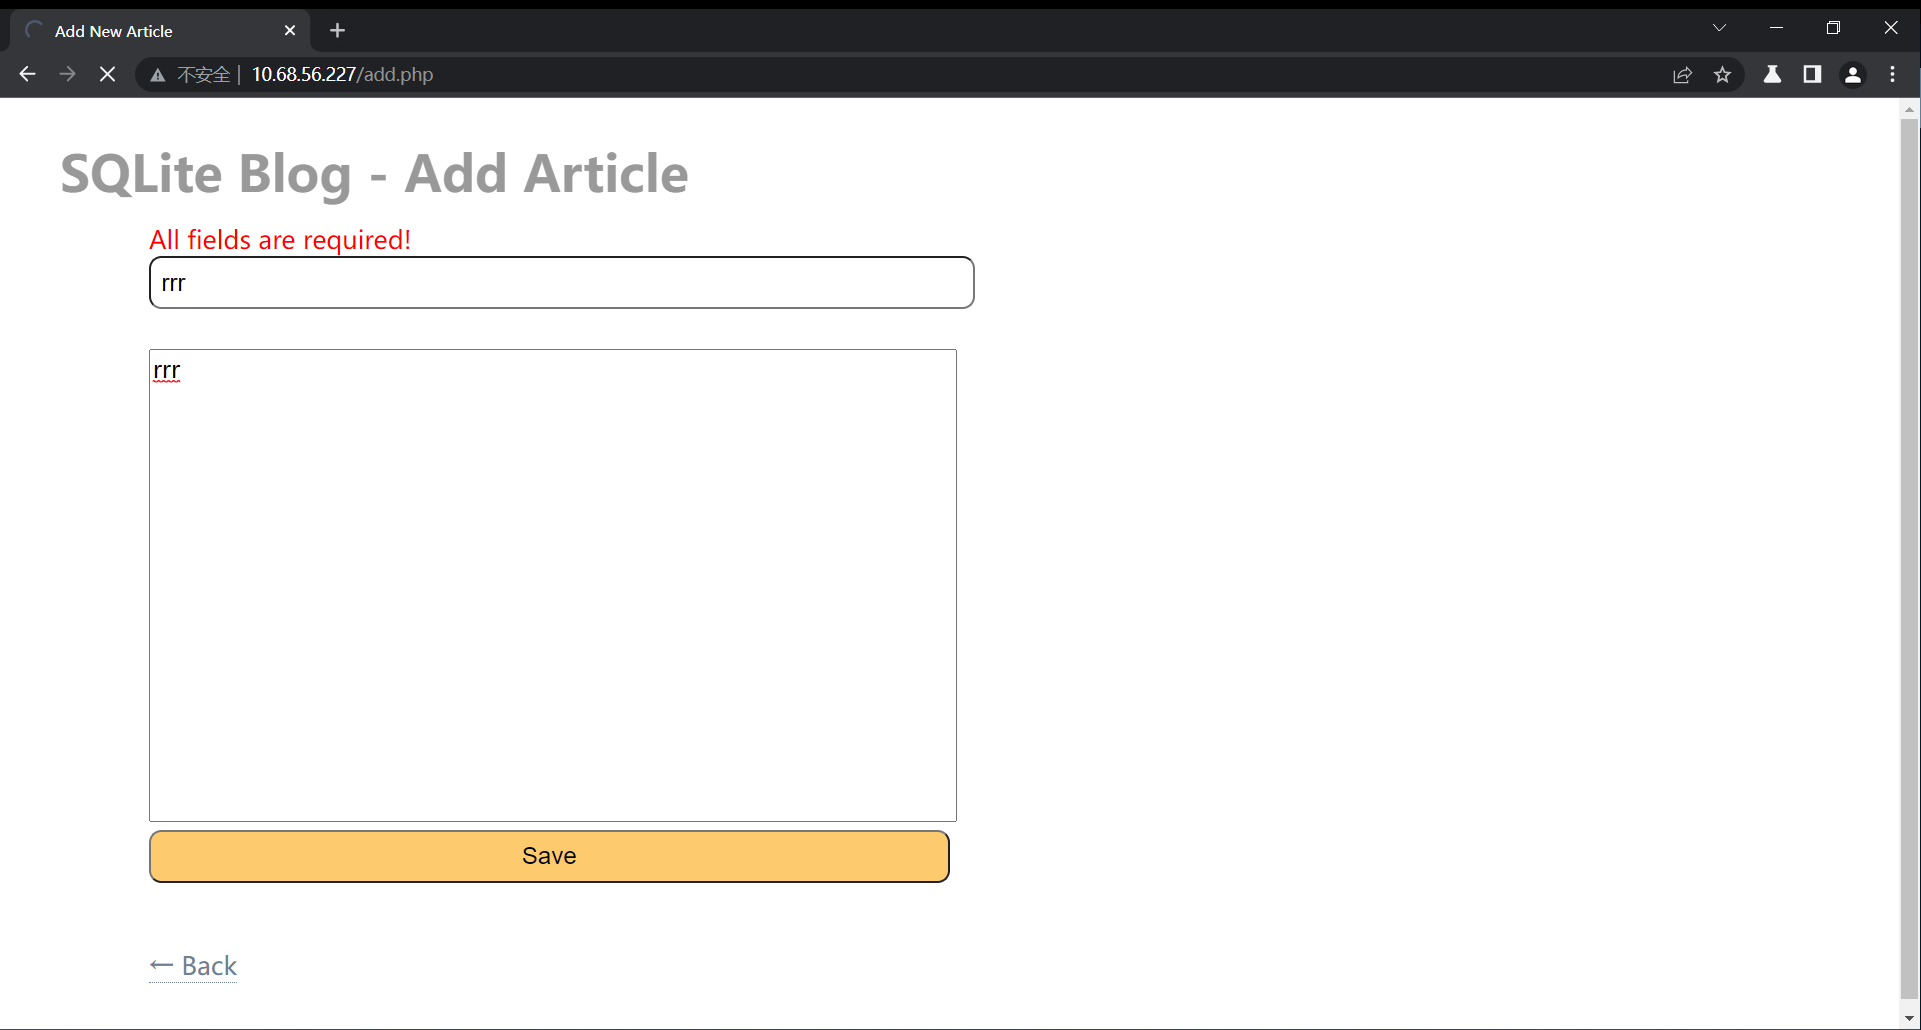 Add New Article
不安全 | 10.68.56.227/add.php
SQLite Blog - Add Article
All fields are required!
rrr
rrr
Save
← Back